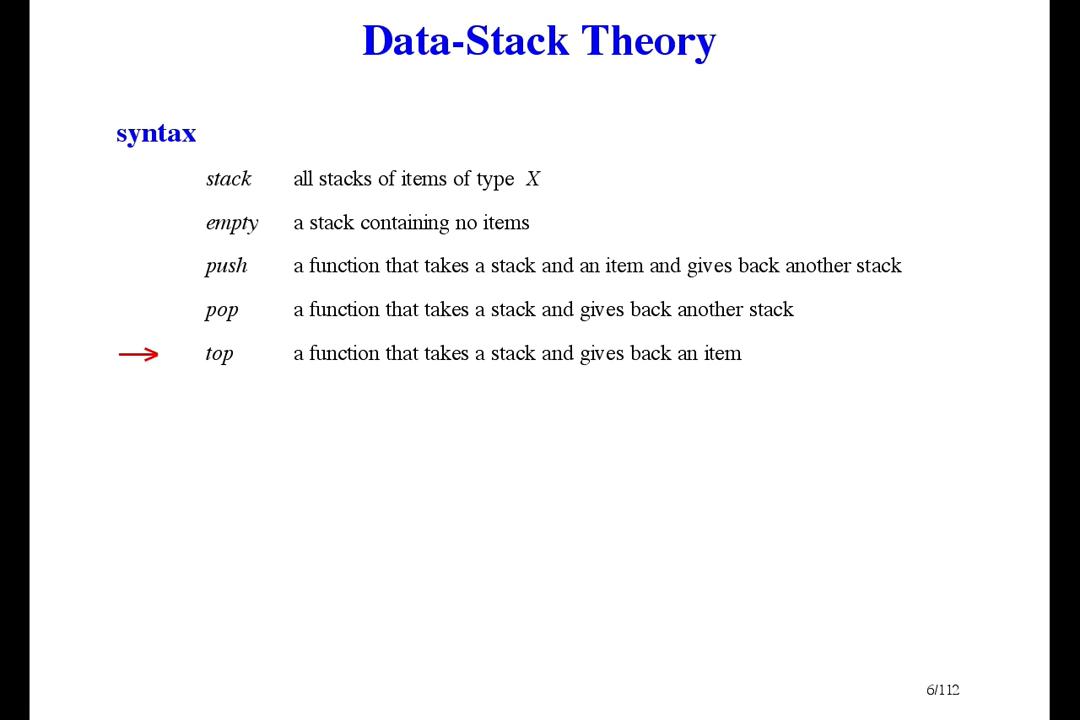 Data-Stack Theory
syntax
stack all stacks of items of type X
empty a stack containing no items
push a function that takes a stack and an item and gives back another stack
pop a function that takes a stack and gives back another stack
top a function that takes a stack and gives back an item
6/112